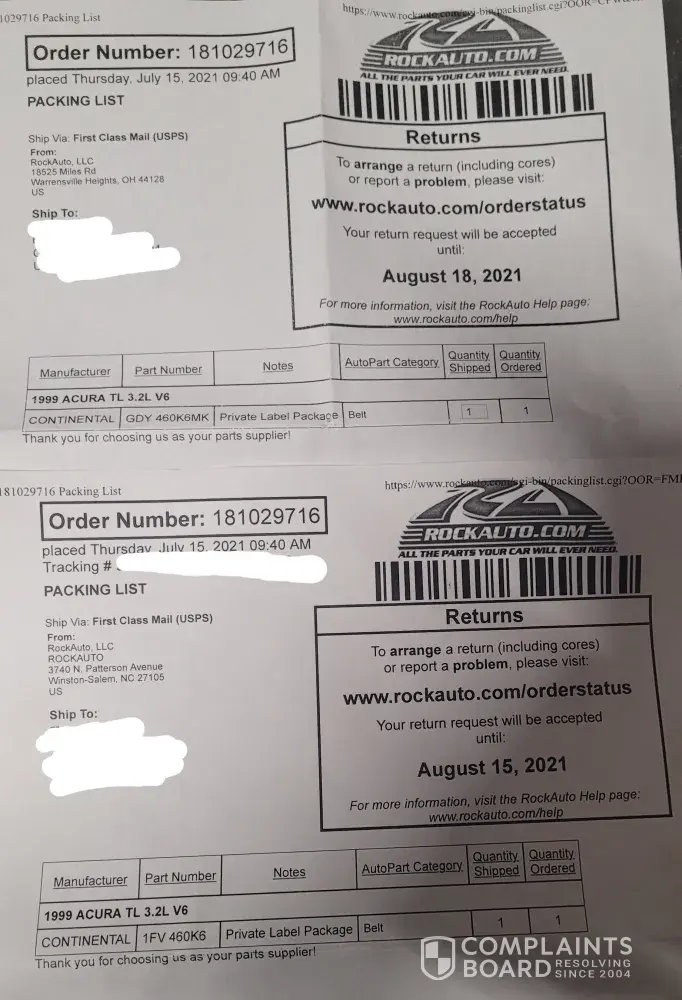 181029716 Packing List
https://www.rockauto.com/cgi-bin/packinglist.cgi?OOR=
Order Number: 181029716
placed Thursday, July 15, 2021 09:40 AM
PACKING LIST
ROCKAUTO.COM
ALL THE PARTS YOUR CAR WILL EVER NEED.
Ship Via: First Class Mail (USPS)
From:
RockAuto, LLC
18525 Miles Rd
Warrensville Heights, OH 44128
US
Ship To:
Returns
To arrange a return (including cores)
or report a problem, please visit:
www.rockauto.com/orderstatus
Your return request will be accepted
until:
August 18, 2021
For more information, visit the RockAuto Help page:
www.rockauto.com/help
Manufacturer Part Number Notes AutoPart Category Quantity Shipped Quantity Ordered
1999 ACURA TL 3.2L V6
CONTINENTAL GDY 460K6MK Private Label Package Belt 1 1
Thank you for choosing us as your parts supplier!
181029716 Packing List
https://www.rockauto.com/cgi-bin/packinglist.cgi?OOR=FM
Order Number: 181029716
placed Thursday, July 15, 2021 09:40 AM
Tracking #
PACKING LIST
ROCKAUTO.COM
ALL THE PARTS YOUR CAR WILL EVER NEED.
Ship Via: First Class Mail (USPS)
From:
RockAuto, LLC
ROCKAUTO
3740 N. Patterson Avenue
Winston-Salem, NC 27105
US
Ship To:
Returns
To arrange a return (including cores)
or report a problem, please visit:
www.rockauto.com/orderstatus
Your return request will be accepted
until:
August 15, 2021
For more information, visit the RockAuto Help page:
www.rockauto.com/help
Manufacturer Part Number Notes AutoPart Category Quantity Shipped Quantity Ordered
1999 ACURA TL 3.2L V6
CONTINENTAL 1FV 460K6 Private Label Package Belt 1 1
Thank you for choosing us as your parts supplier!
COMPLAINTS
BOARD RESOLVING
SINCE 2004